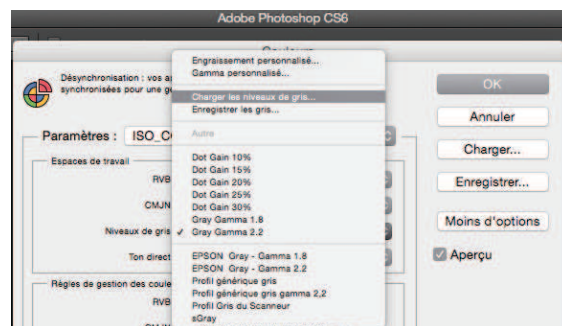 Adobe Photoshop CS6
Couleurs
Désynchronisation : vos a
synchronisées pour une g
Engraissement personnalisé...
Gamma personnalisé...
Charger les niveaux de gris...
Enregistrer les gris...
Autre
Dot Gain 10%
Dot Gain 15%
Dot Gain 20%
Dot Gain 25%
Dot Gain 30%
Gray Gamma 1.8
✓ Gray Gamma 2.2
EPSON Gray - Gamma 1.8
EPSON Gray - Gamma 2.2
Profil générique gris
Profil générique gris gamma 2,2
Profil Gris du Scanneur
sGray
Paramètres : ISO_CO
Espaces de travail
RVB
CMJN
Niveaux de gris
Ton direct
Règles de gestion des coule
RVB
CMJN
OK
Annuler
Charger...
Enregistrer...
Moins d'options
Aperçu